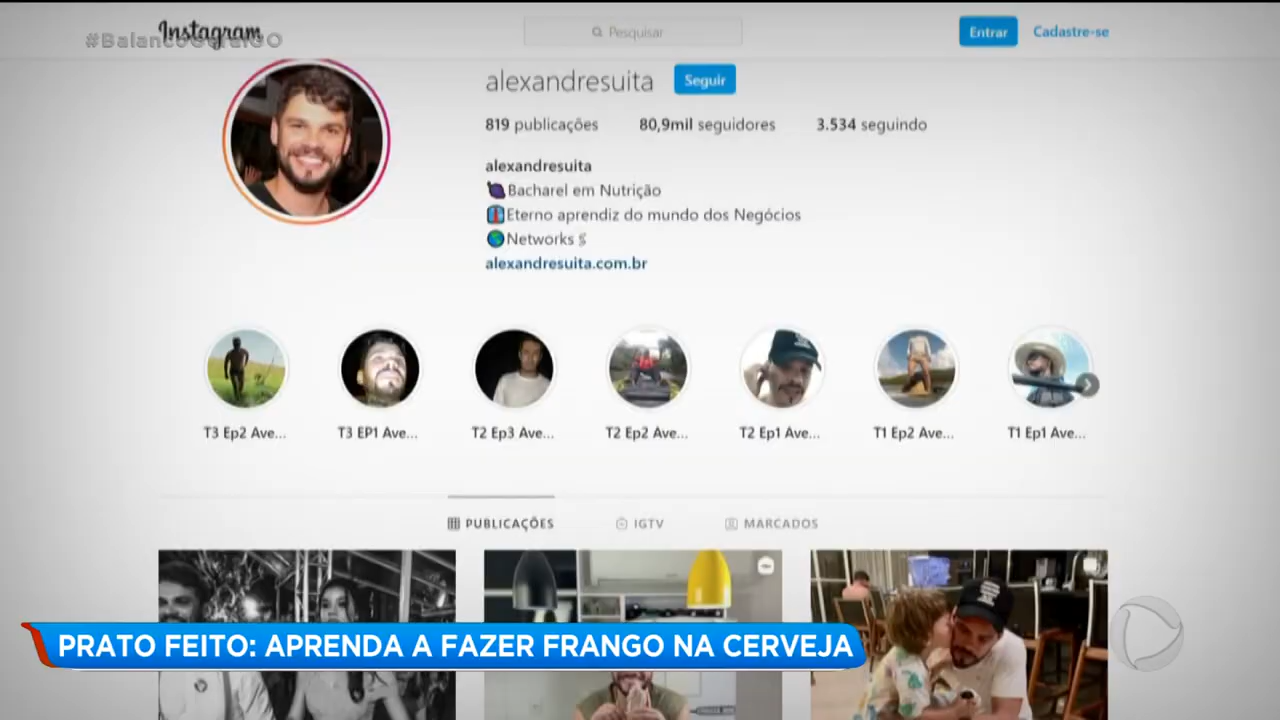 #BalancoGeralGO
Instagram
Pesquisar
Entrar
Cadastre-se
alexandresuita
Seguir
819 publicações 80,9mil seguidores 3.534 seguindo
alexandresuita
Bacharel em Nutrição
Eterno aprendiz do mundo dos Negócios
Networks
alexandresuita.com.br
T3 Ep2 Ave... T3 EP1 Ave... T2 Ep3 Ave... T2 Ep2 Ave... T2 Ep1 Ave... T1 Ep2 Ave... T1 Ep1 Ave...
PUBLICAÇÕES IGTV MARCADOS
PRATO FEITO: APRENDA A FAZER FRANGO NA CERVEJA